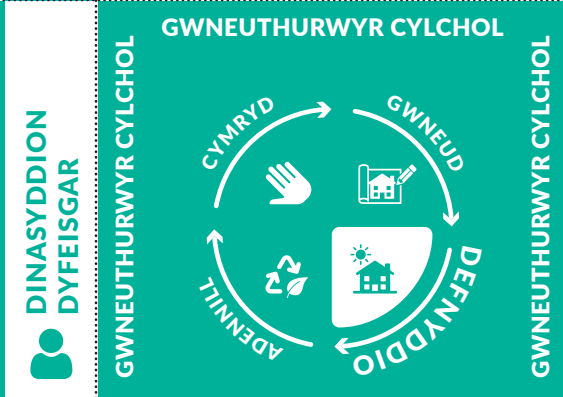 GWNEUTHURWYR CYLCHOL
DINASYDDION
DYFEISGAR
GWNEUTHURWYR CYLCHOL
CYMRYD
GWNEUD
DEFNYDDIO
ADENNILL
GWNEUTHURWYR CYLCHOL